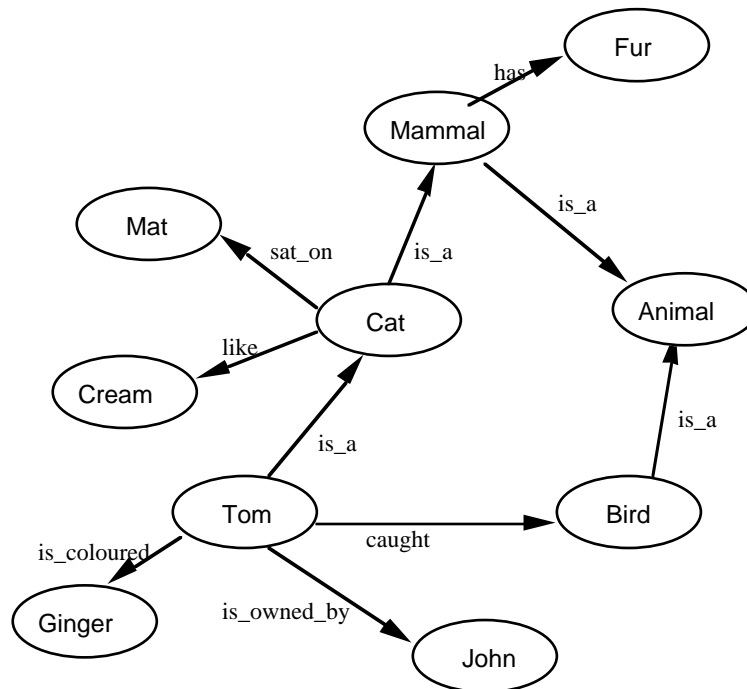 Fur
has
Mammal
Mat
is_a
sat_on
is_a
Animal
Cat
like
Cream
is_a
is_a
Tom
Bird
caught
is_coloured
is_owned_by
Ginger
John